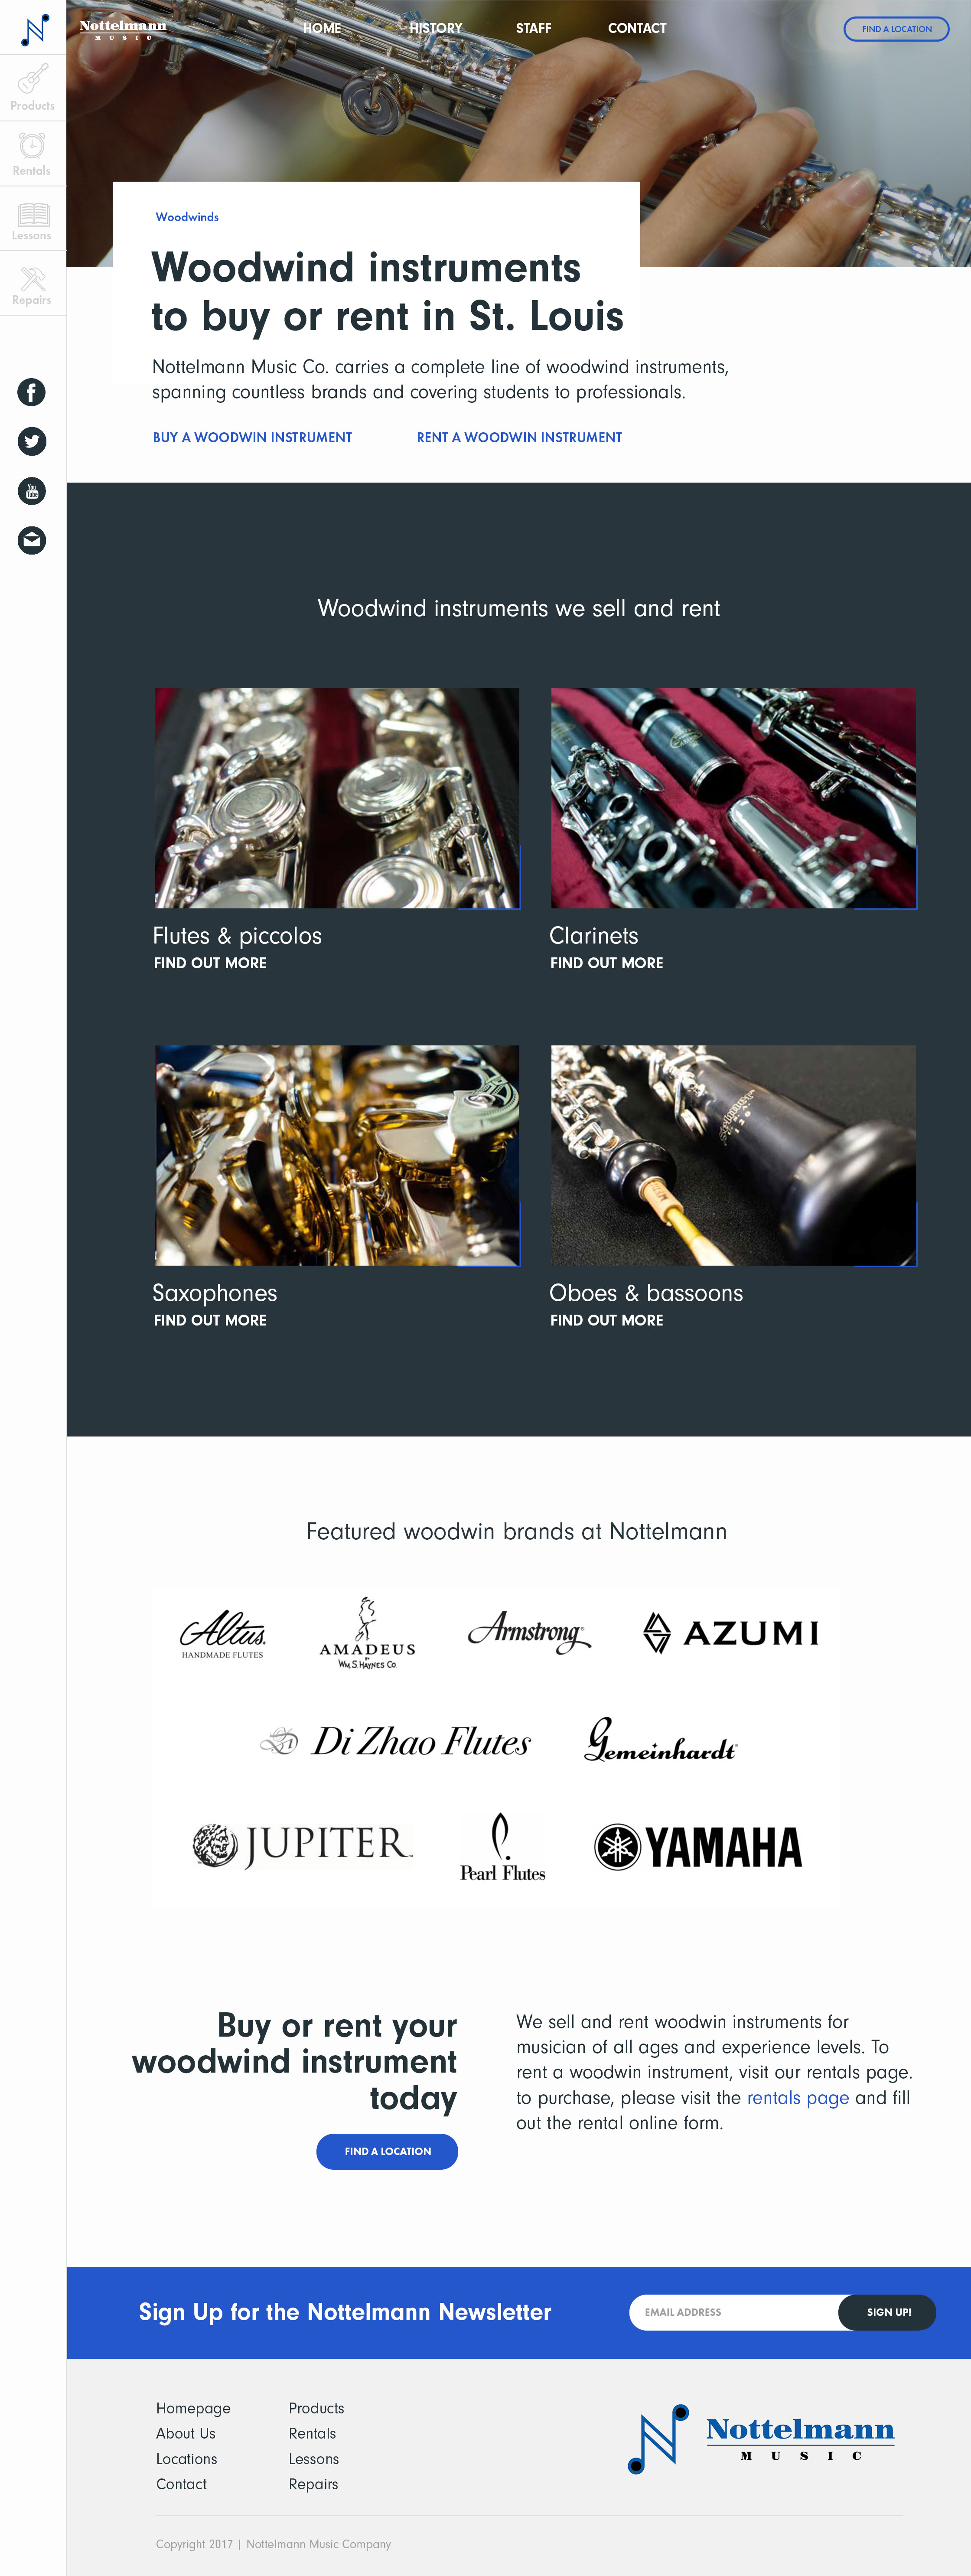 Nottelmann
MUSIC
HOME
HISTORY
STAFF
CONTACT
FIND A LOCATION
Products
Rentals
Lessons
Repairs
You
Tube
Woodwinds
Woodwind instruments
to buy or rent in St. Louis
Nottelmann Music Co. carries a complete line of woodwind instruments,
spanning countless brands and covering students to professionals.
BUY A WOODWIN INSTRUMENT
RENT A WOODWIN INSTRUMENT
Woodwind instruments we sell and rent
Flutes & piccolos
FIND OUT MORE
Clarinets
FIND OUT MORE
Saxophones
FIND OUT MORE
Oboes & bassoons
FIND OUT MORE
Featured woodwin brands at Nottelmann
Altus
HANDMADE FLUTES
AMADEUS
BY
WM. S. HAYNES CO.
Armstrong
AZUMI
Di Zhao Flutes
Gemeinhardt
JUPITER
Pearl Flutes
YAMAHA
Buy or rent your
woodwind instrument
today
FIND A LOCATION
We sell and rent woodwin instruments for
musician of all ages and experience levels. To
rent a woodwin instrument, visit our rentals page.
to purchase, please visit the rentals page and fill
out the rental online form.
Sign Up for the Nottelmann Newsletter
EMAIL ADDRESS
SIGN UP!
Homepage
About Us
Locations
Contact
Products
Rentals
Lessons
Repairs
Nottelmann
MUSIC
Copyright 2017 | Nottelmann Music Company